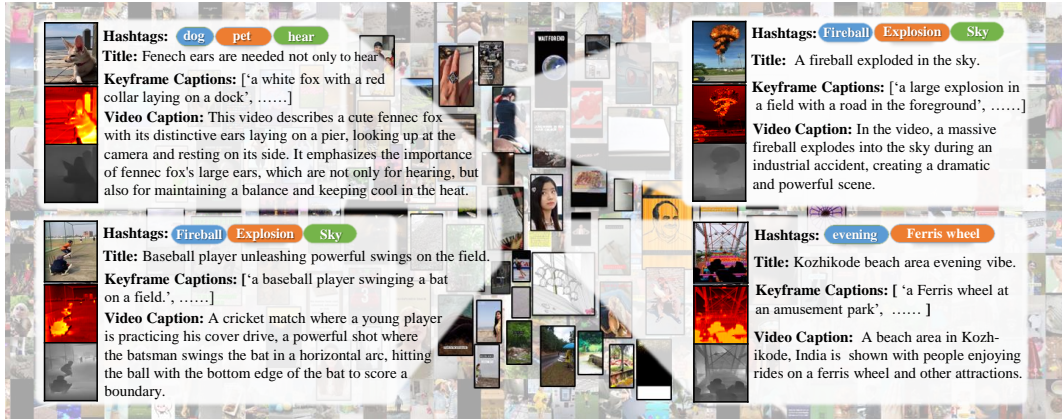 Hashtags: dog pet hear
Title: Fenech ears are needed not only to hear
Keyframe Captions: [‘a white fox with a red
collar laying on a dock’, ……]
Video Caption: This video describes a cute fennec fox
with its distinctive ears laying on a pier, looking up at the
camera and resting on its side. It emphasizes the importance
of fennec fox's large ears, which are not only for hearing, but
also for maintaining a balance and keeping cool in the heat.
Hashtags: Fireball Explosion Sky
Title: Baseball player unleashing powerful swings on the field.
Keyframe Captions: [‘a baseball player swinging a bat
on a field.’, ……]
Video Caption: A cricket match where a young player
is practicing his cover drive, a powerful shot where
the batsman swings the bat in a horizontal arc, hitting
the ball with the bottom edge of the bat to score a
boundary.
WAIT FOR END
Hashtags: Fireball Explosion Sky
Title: A fireball exploded in the sky.
Keyframe Captions: [‘a large explosion in
a field with a road in the foreground’, ……]
Video Caption: In the video, a massive
fireball explodes into the sky during an
industrial accident, creating a dramatic
and powerful scene.
Hashtags: evening Ferris wheel
Title: Kozhikode beach area evening vibe.
Keyframe Captions: [ ‘a Ferris wheel at
an amusement park’, …… ]
Video Caption: A beach area in Kozh-
ikode, India is shown with people enjoying
rides on a ferris wheel and other attractions.